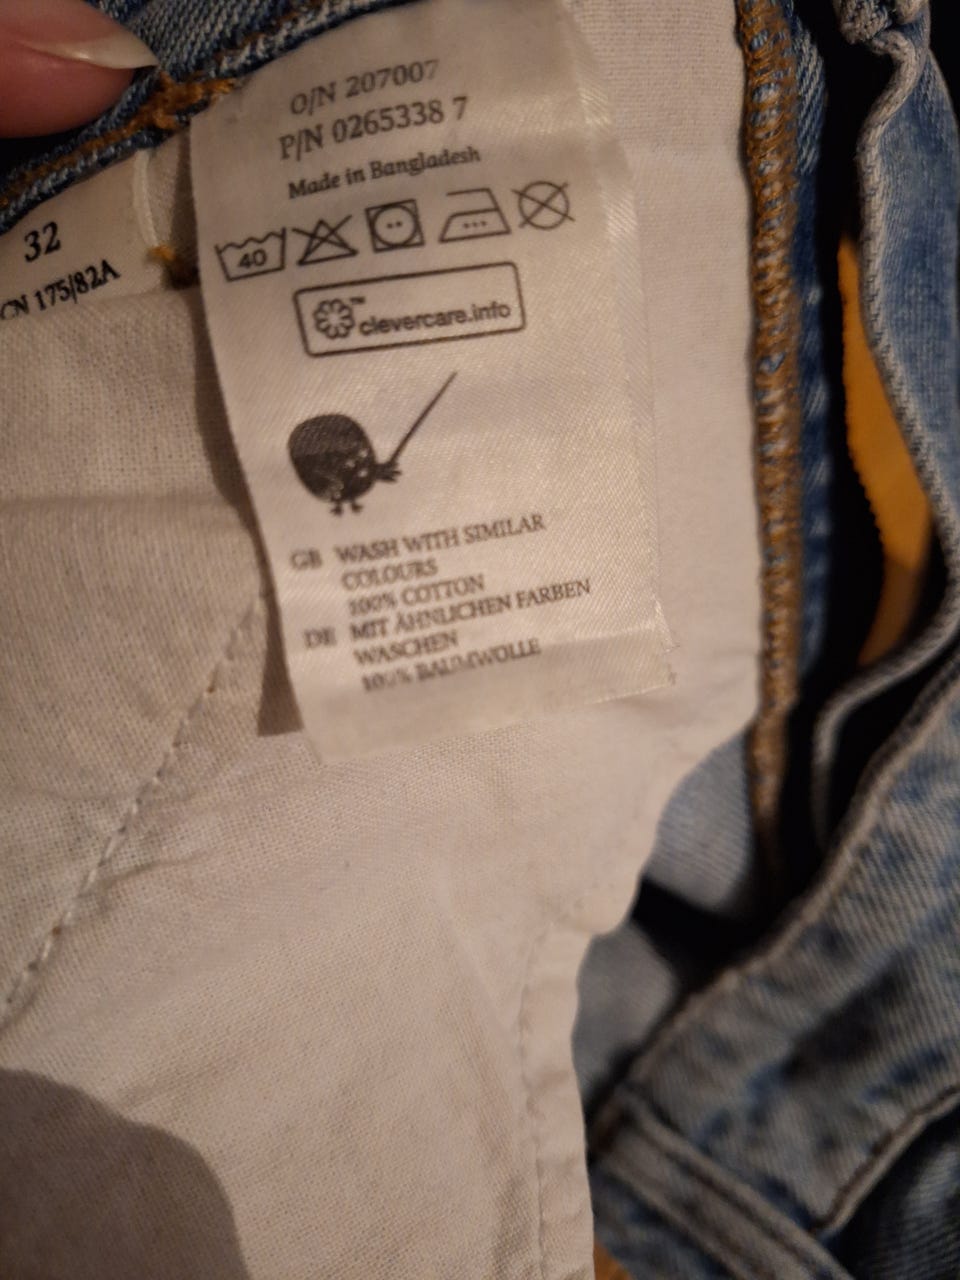 O/N 207007
P/N 0265338 7
Made in Bangladesh
40
clevercare.info™
GB WASH WITH SIMILAR
COLOURS
100% COTTON
DE MIT ÄHNLICHEN FARBEN
WASCHEN
100% BAUMWOLLE
32
CN 175/82A